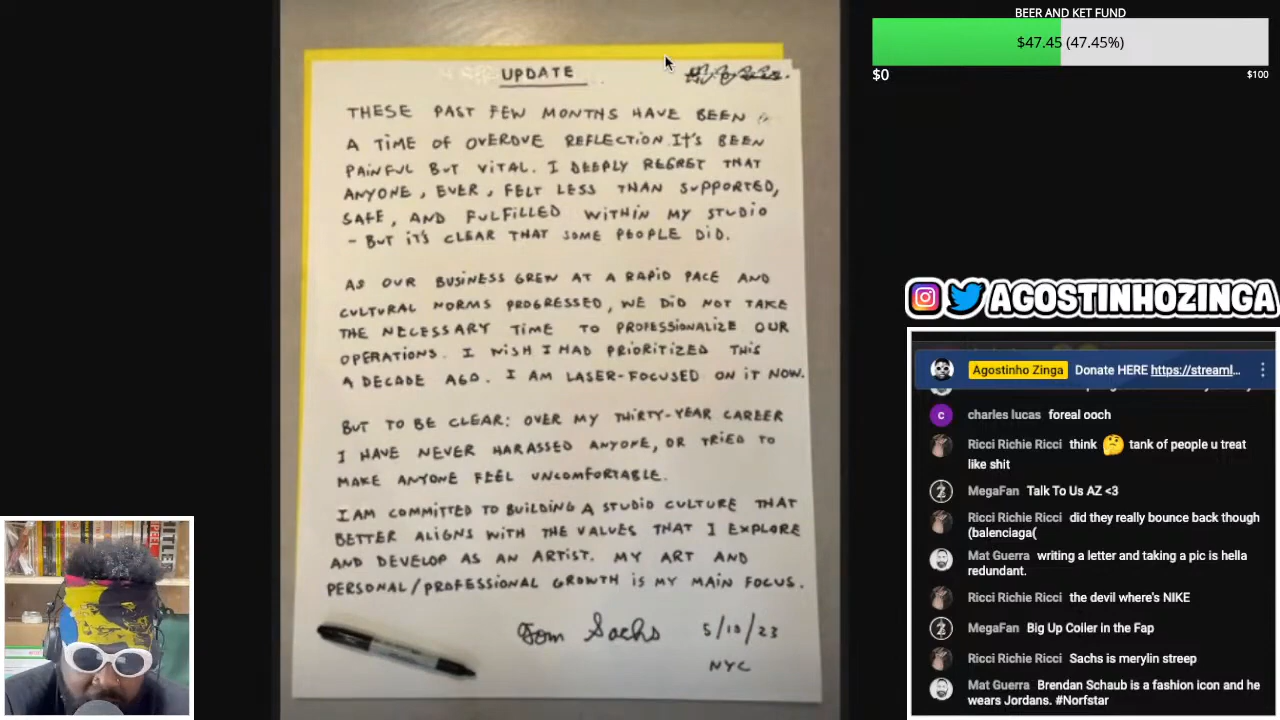 UPDATE
THESE PAST FEW MONTHS HAVE BEEN
A TIME OF OVERDUE REFLECTION. IT'S BEEN
PAINFUL BUT VITAL. I DEEPLY REGRET THAT
ANYONE, EVER, FELT LESS THAN SUPPORTED,
SAFE, AND FULFILLED WITHIN MY STUDIO
- BUT IT'S CLEAR THAT SOME PEOPLE DID.
AS OUR BUSINESS GREW AT A RAPID PACE AND
CULTURAL NORMS PROGRESSED, WE DID NOT TAKE
THE NECESSARY TIME TO PROFESSIONALIZE OUR
OPERATIONS. I WISH I HAD PRIORITIZED THIS
A DECADE AGO. I AM LASER-FOCUSED ON IT NOW.
BUT TO BE CLEAR: OVER MY THIRTY-YEAR CAREER
I HAVE NEVER HARASSED ANYONE, OR TRIED TO
MAKE ANYONE FEEL UNCOMFORTABLE.
I AM COMMITTED TO BUILDING A STUDIO CULTURE THAT
BETTER ALIGNS WITH THE VALUES THAT I EXPLORE
AND DEVELOP AS AN ARTIST. MY ART AND
PERSONAL/PROFESSIONAL GROWTH IS MY MAIN FOCUS.
Tom Sachs 5/10/23
NYC
BEER AND KET FUND
$47.45 (47.45%)
$0 $100
AGOSTINHOZINGA
Agostinho Zinga Donate HERE https://streaml...
charles lucas foreal ooch
Ricci Richie Ricci think 🤔 tank of people u treat
like shit
MegaFan Talk To Us AZ <3
Ricci Richie Ricci did they really bounce back though
(balenciaga(
Mat Guerra writing a letter and taking a pic is hella
redundant.
Ricci Richie Ricci the devil where's NIKE
MegaFan Big Up Coiler in the Fap
Ricci Richie Ricci Sachs is merylin streep
Mat Guerra Brendan Schaub is a fashion icon and he
wears Jordans. #Norfstar